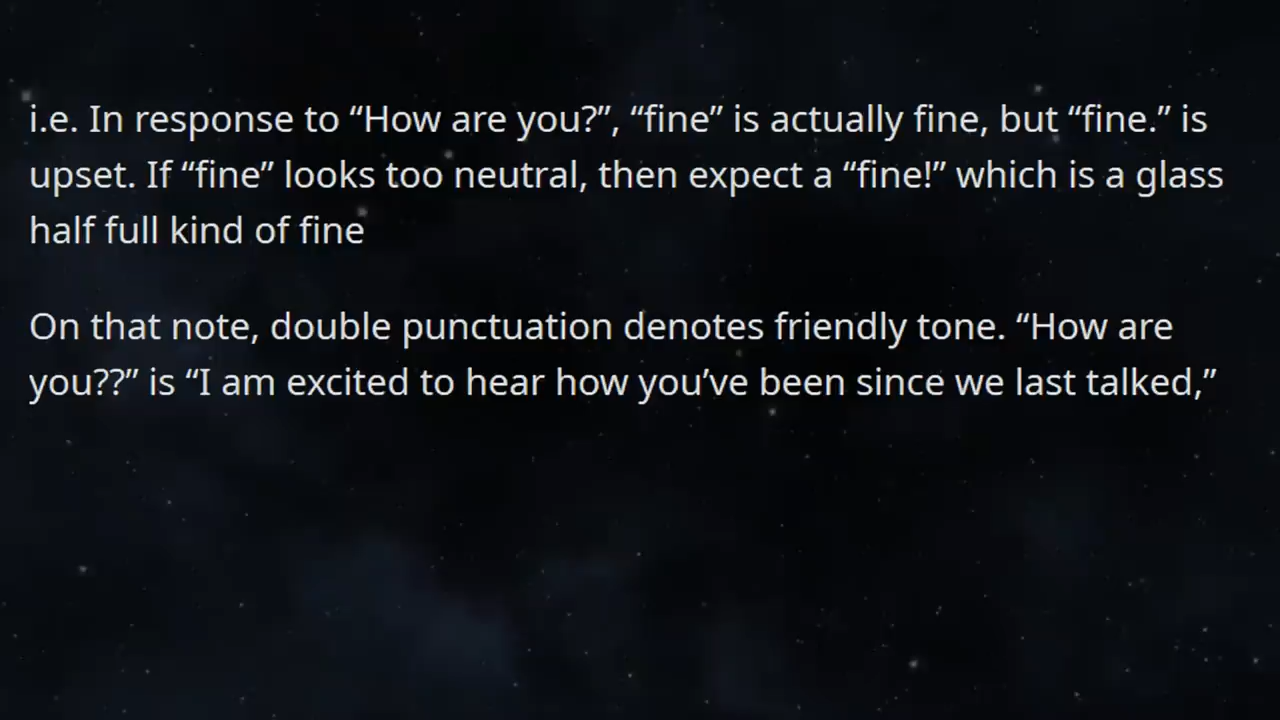 i.e. In response to “How are you?”, “fine” is actually fine, but “fine.” is
upset. If “fine” looks too neutral, then expect a “fine!” which is a glass
half full kind of fine
On that note, double punctuation denotes friendly tone. “How are
you??” is “I am excited to hear how you’ve been since we last talked,”